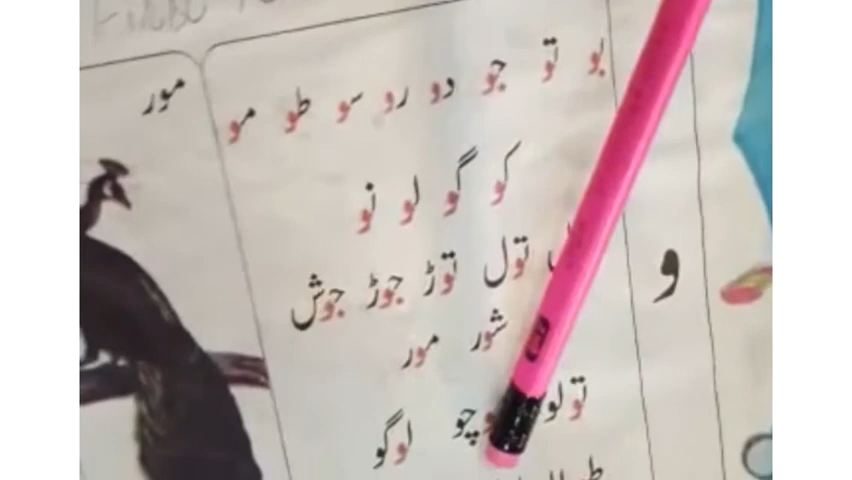 بو تو جو دو رو سو طو مو
مور
کو گو لو نو
و
تول توڑ جوڑ جوش
شور مور
تولو لوگو